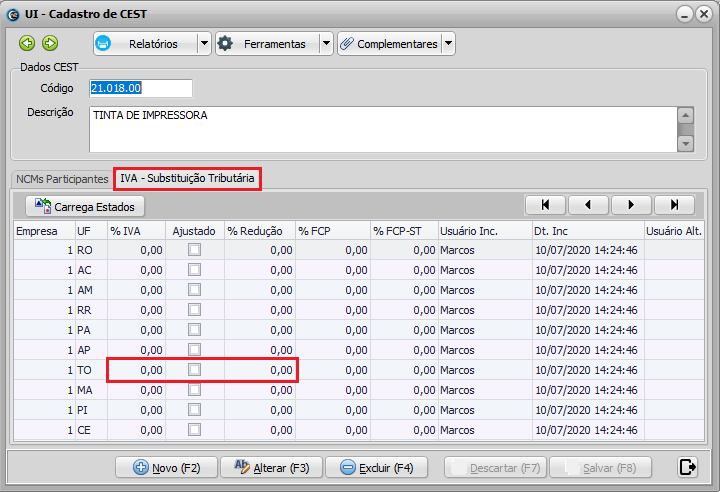 UI - Cadastro de CEST
Relatórios Ferramentas Complementares
Dados CEST
Código 21.018.00
Descrição TINTA DE IMPRESSORA
NCMs Participantes IVA - Substituição Tributária
Carrega Estados
Empresa UF % IVA Ajustado % Redução % FCP % FCP-ST Usuário Inc. Dt. Inc Usuário Alt.
1 RO 0,00 0,00 0,00 0,00 Marcos 10/07/2020 14:24:46
1 AC 0,00 0,00 0,00 0,00 Marcos 10/07/2020 14:24:46
1 AM 0,00 0,00 0,00 0,00 Marcos 10/07/2020 14:24:46
1 RR 0,00 0,00 0,00 0,00 Marcos 10/07/2020 14:24:46
1 PA 0,00 0,00 0,00 0,00 Marcos 10/07/2020 14:24:46
1 AP 0,00 0,00 0,00 0,00 Marcos 10/07/2020 14:24:46
1 TO 0,00 0,00 0,00 0,00 Marcos 10/07/2020 14:24:46
1 MA 0,00 0,00 0,00 0,00 Marcos 10/07/2020 14:24:46
1 PI 0,00 0,00 0,00 0,00 Marcos 10/07/2020 14:24:46
1 CE 0,00 0,00 0,00 0,00 Marcos 10/07/2020 14:24:46
Novo (F2) Alterar (F3) Excluir (F4) Descartar (F7) Salvar (F8)